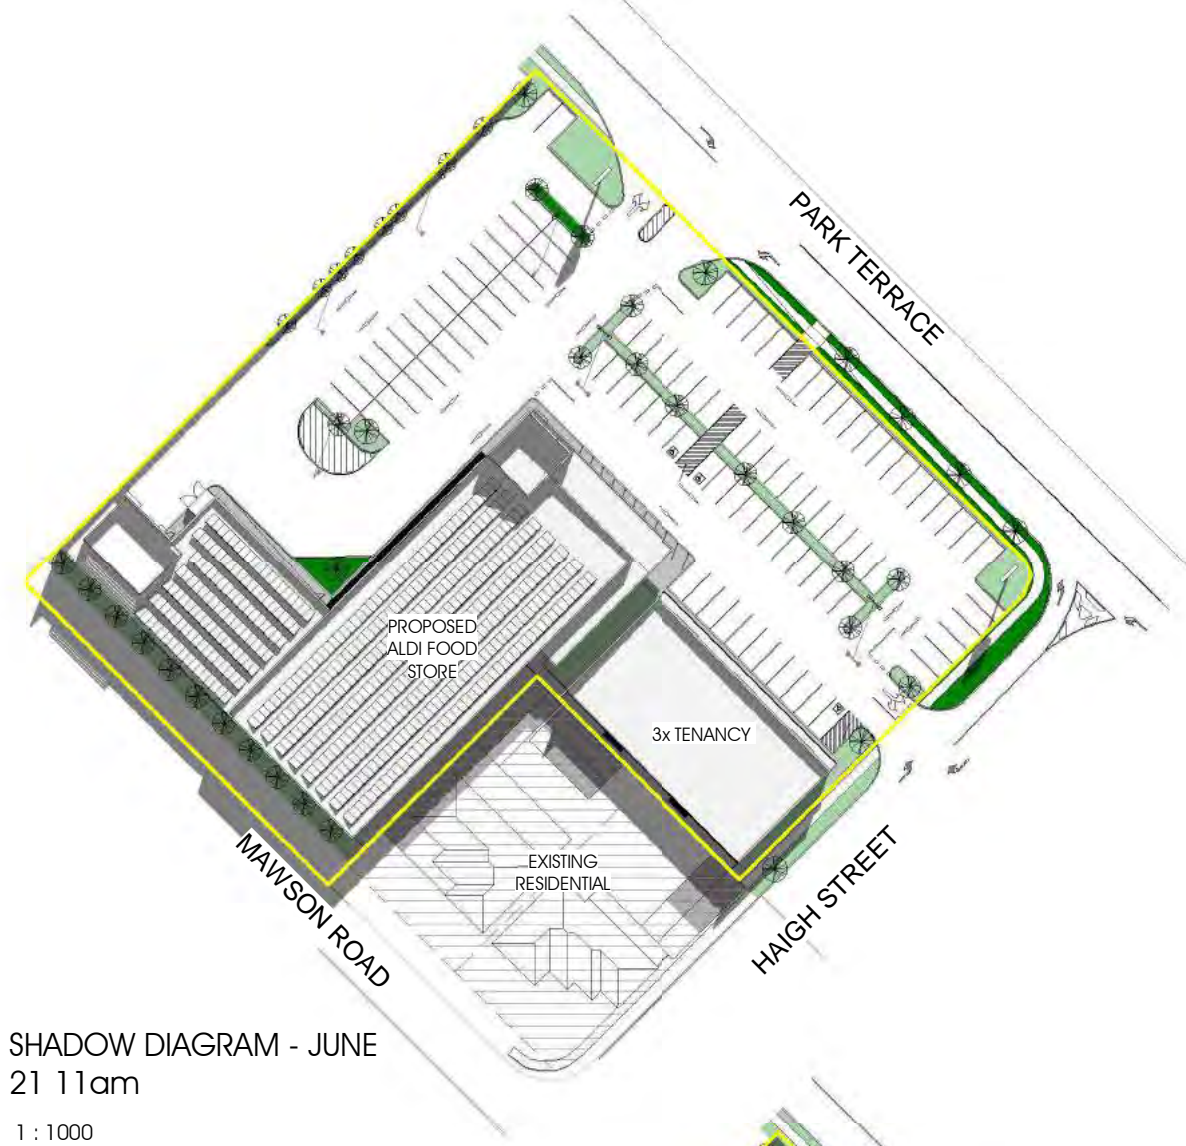 PARK TERRACE
PROPOSED
ALDI FOOD
STORE
3x TENANCY
EXISTING
RESIDENTIAL
MAWSON ROAD
HAIGH STREET
SHADOW DIAGRAM - JUNE
21 11am
1 : 1000